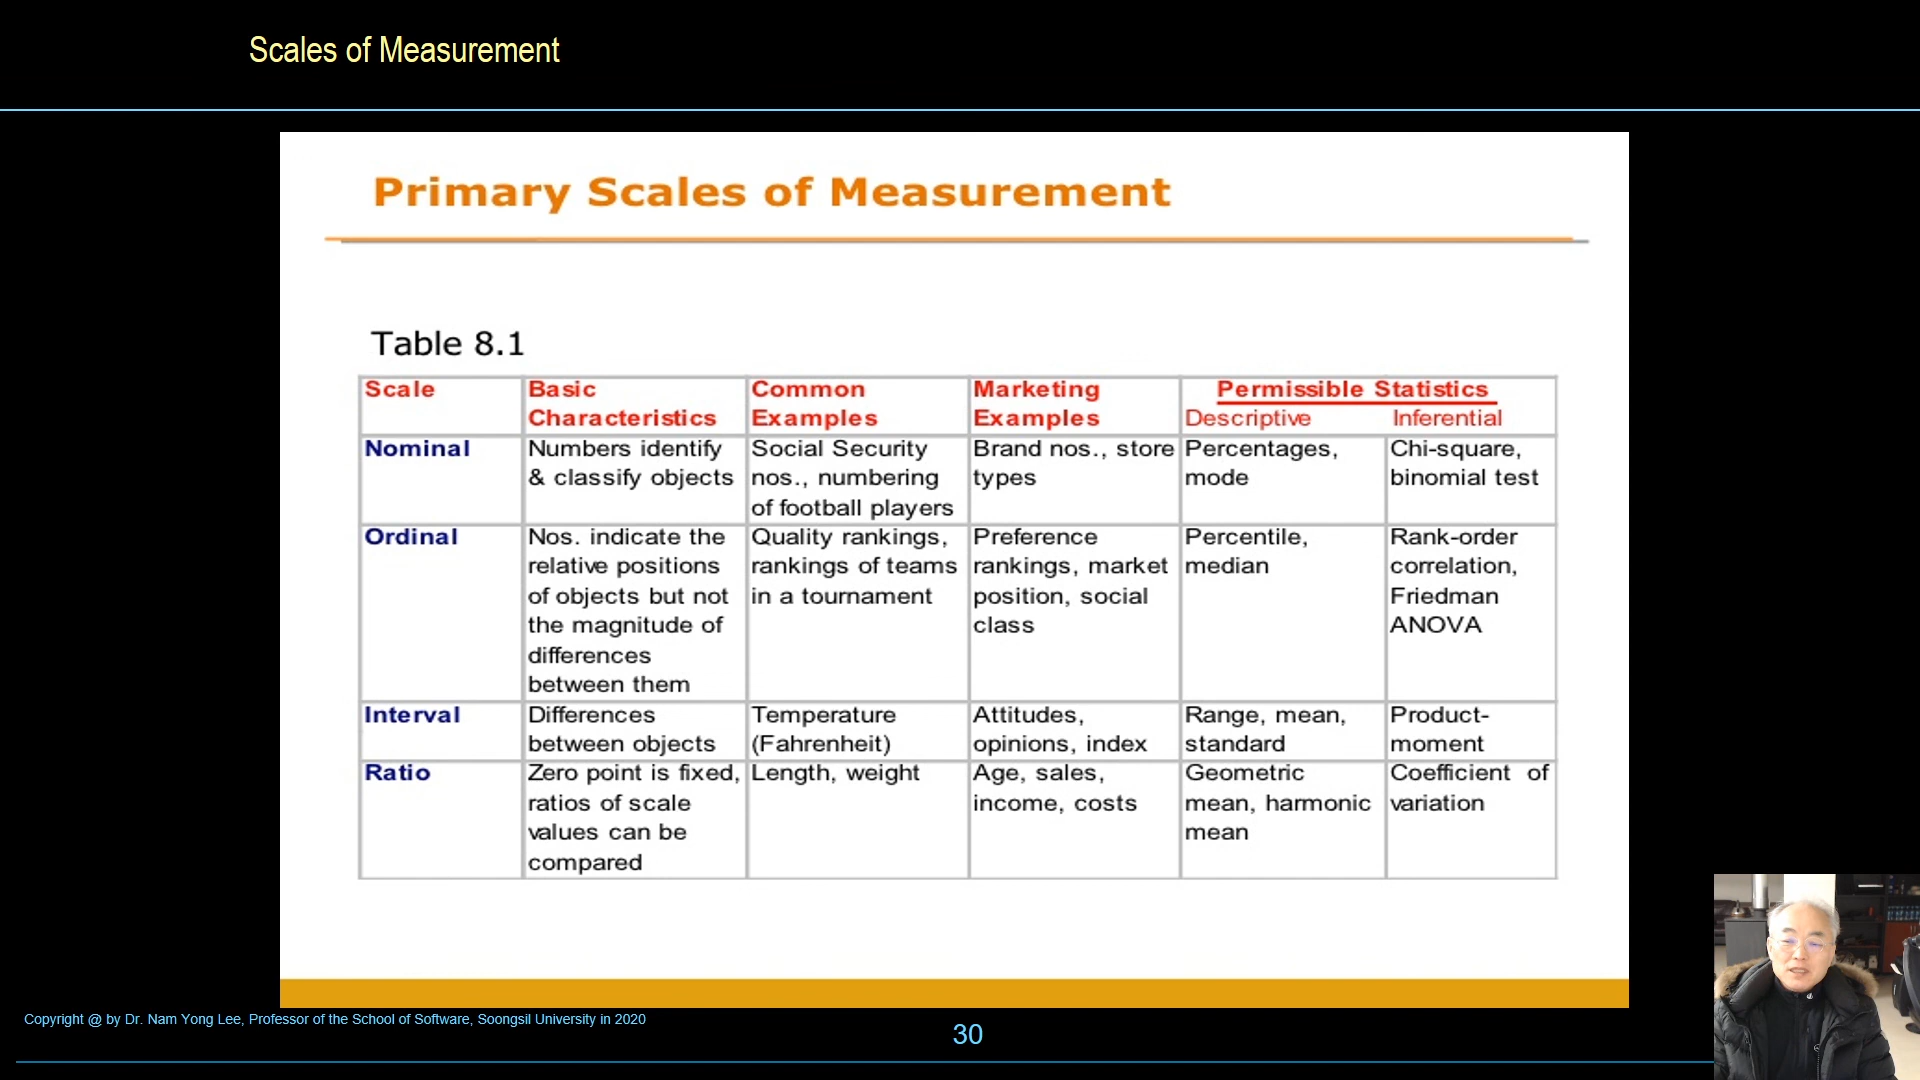 Scales of Measurement
Primary Scales of Measurement
Table 8.1
Scale
Basic
Characteristics
Common
Examples
Marketing
Examples
Permissible Statistics
Descriptive
Inferential
Nominal
Numbers identify
& classify objects
Social Security
nos., numbering
of football players
Brand nos., store
types
Percentages,
mode
Chi-square,
binomial test
Ordinal
Nos. indicate the
relative positions
of objects but not
the magnitude of
differences
between them
Quality rankings,
rankings of teams
in a tournament
Preference
rankings, market
position, social
class
Percentile,
median
Rank-order
correlation,
Friedman
ANOVA
Interval
Differences
between objects
Temperature
(Fahrenheit)
Attitudes,
opinions, index
Range, mean,
standard
Product-
moment
Ratio
Zero point is fixed,
ratios of scale
values can be
compared
Length, weight
Age, sales,
income, costs
Geometric
mean, harmonic
mean
Coefficient of
variation
Copyright @ by Dr. Nam Yong Lee, Professor of the School of Software, Soongsil University in 2020
30